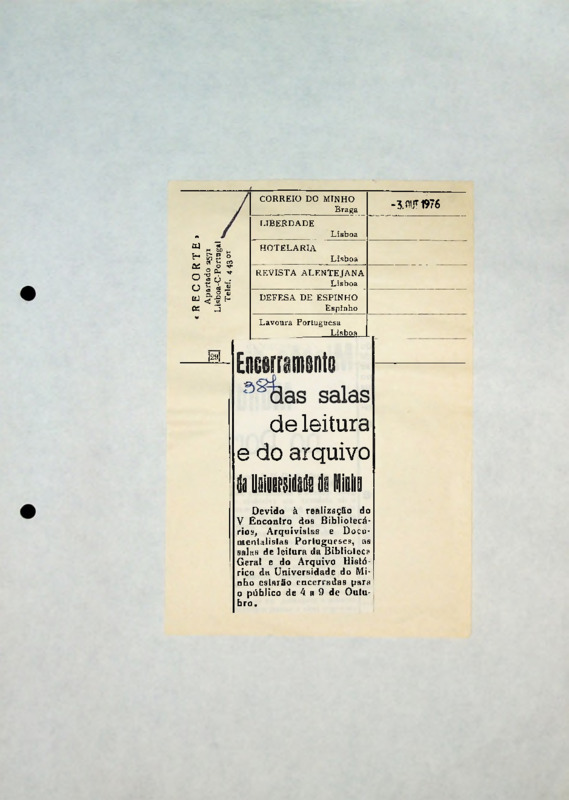 «RECORTE»
Apartado 2571
Lisboa-C-Portugal
Telef. 4 43 01
CORREIO DO MINHO
Braga
-3. OUT 1976
LIBERDADE
Lisboa
HOTELARIA
Lisboa
REVISTA ALENTEJANA
Lisboa
DEFESA DE ESPINHO
Espinho
Lavoura Portuguesa
Lisboa
29
Encerramento
387
das salas
de leitura
e do arquivo
da Universidade do Minho
Devido à realização do
V Encontro dos Bibliotecá-
rios, Arquivistas e Docu-
mentalistas Portugueses, as
salas de leitura da Biblioteca
Geral e do Arquivo Histó-
rico da Universidade do Mi-
nho estarão encerradas para
o público de 4 a 9 de Outu-
bro.